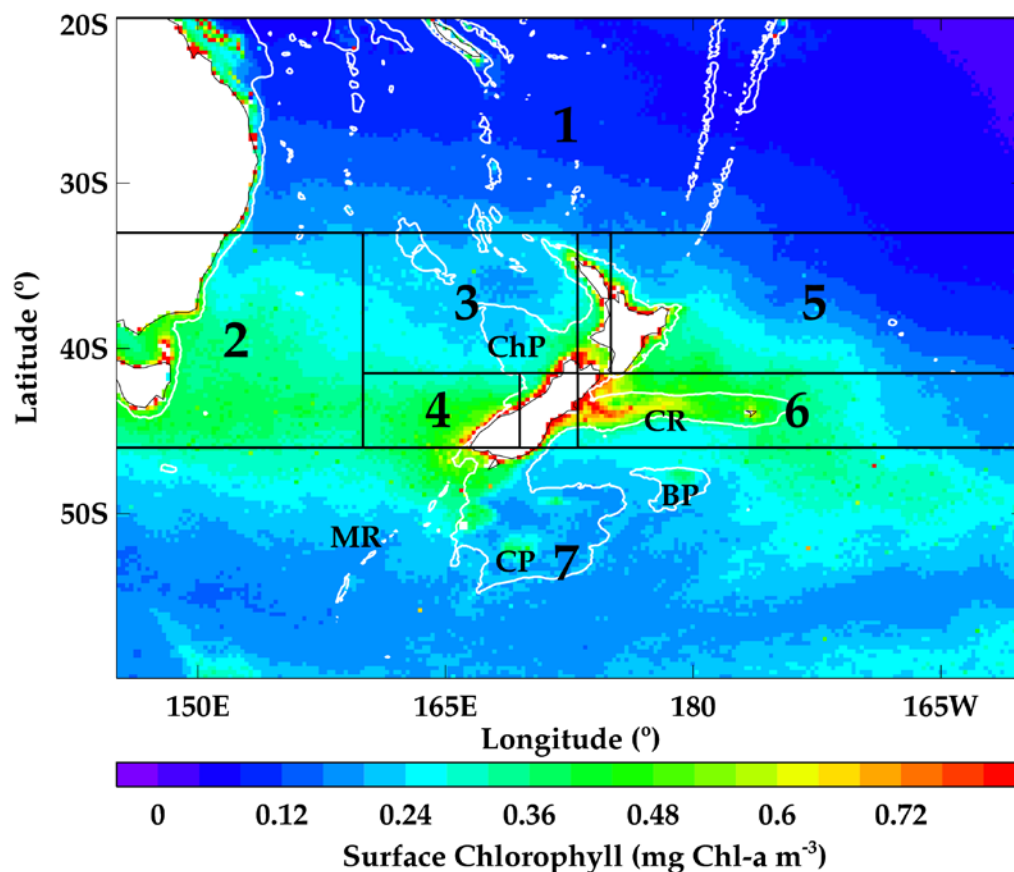 20S
30S
40S
50S
Latitude (º)
1
2
3
ChP
4
5
6
CR
BP
MR
CP
7
150E
165E
180
165W
Longitude (º)
0
0.12
0.24
0.36
0.48
0.6
0.72
Surface Chlorophyll (mg Chl-a m⁻³)